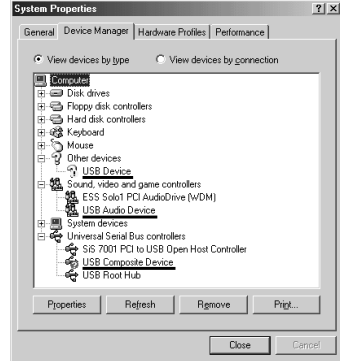 System Properties
General Device Manager Hardware Profiles Performance
View devices by type View devices by connection
Computer
Disk drives
Floppy disk controllers
Hard disk controllers
Keyboard
Mouse
Other devices
USB Device
Sound, video and game controllers
ESS Solo1 PCI AudioDrive (WDM)
USB Audio Device
System devices
Universal Serial Bus controllers
SiS 7001 PCI to USB Open Host Controller
USB Composite Device
USB Root Hub
Properties Refresh Remove Print...
Close Cancel